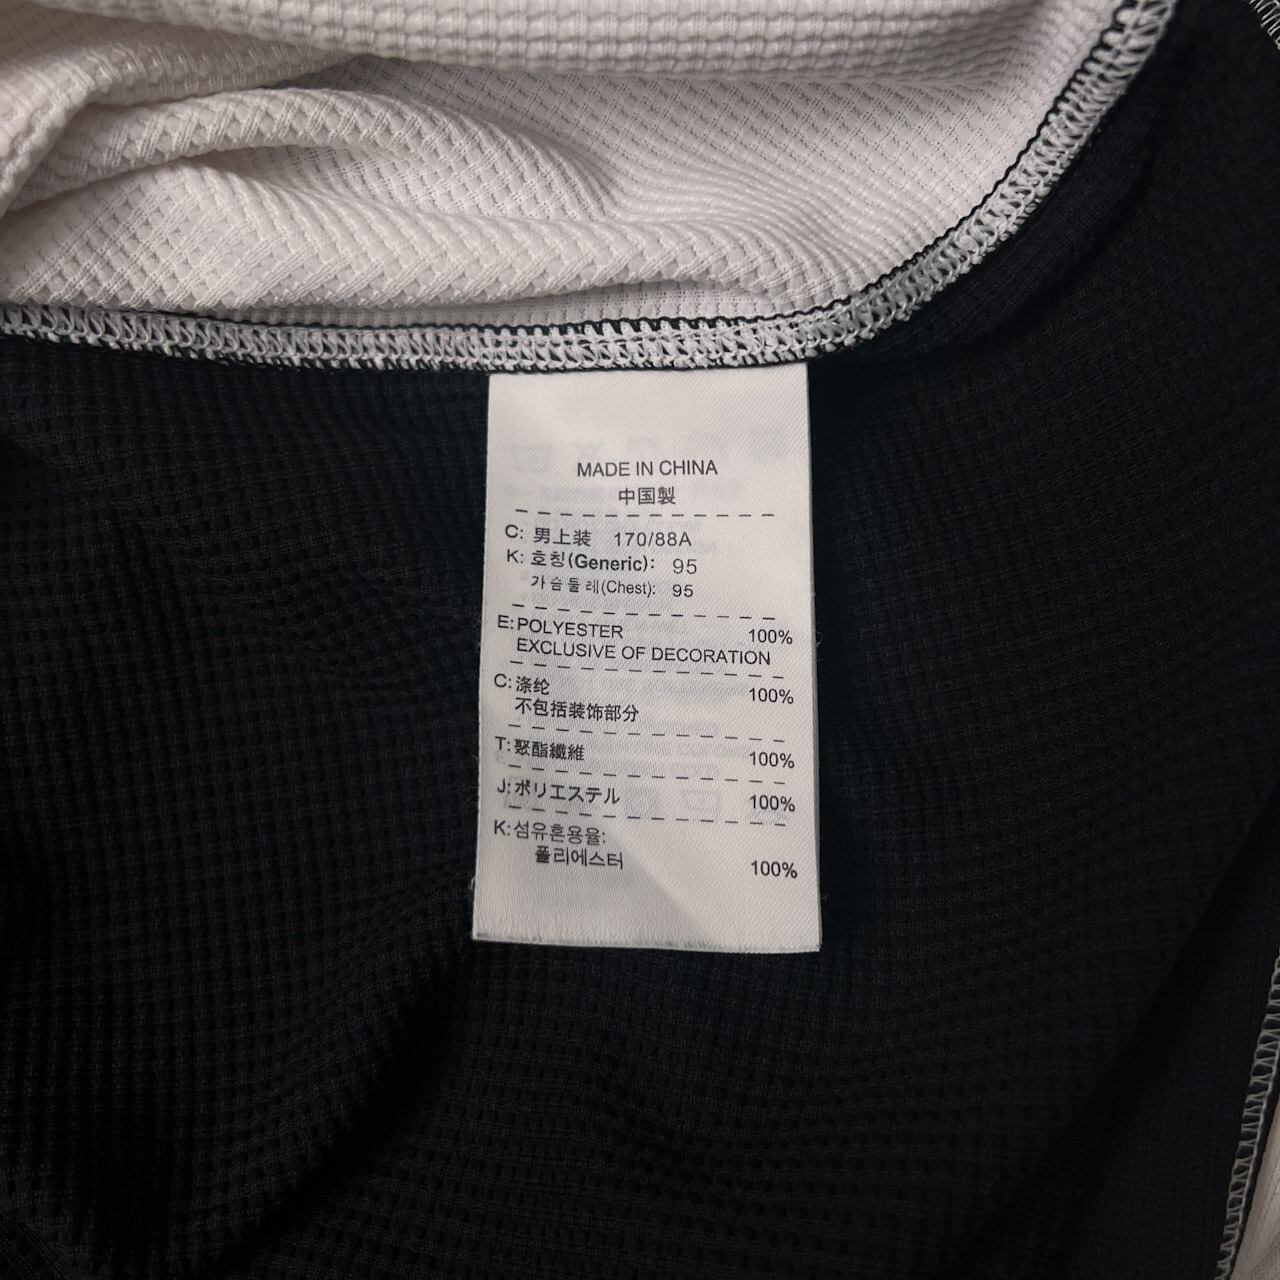 MADE IN CHINA
中国製
C: 男上装 170/88A
K: 호칭(Generic): 95
가슴둘레(Chest): 95
E: POLYESTER 100%
EXCLUSIVE OF DECORATION
C: 涤纶 100%
不包括装饰部分
T: 聚酯纖維 100%
J: ポリエステル 100%
K: 섬유혼용율:
폴리에스터 100%